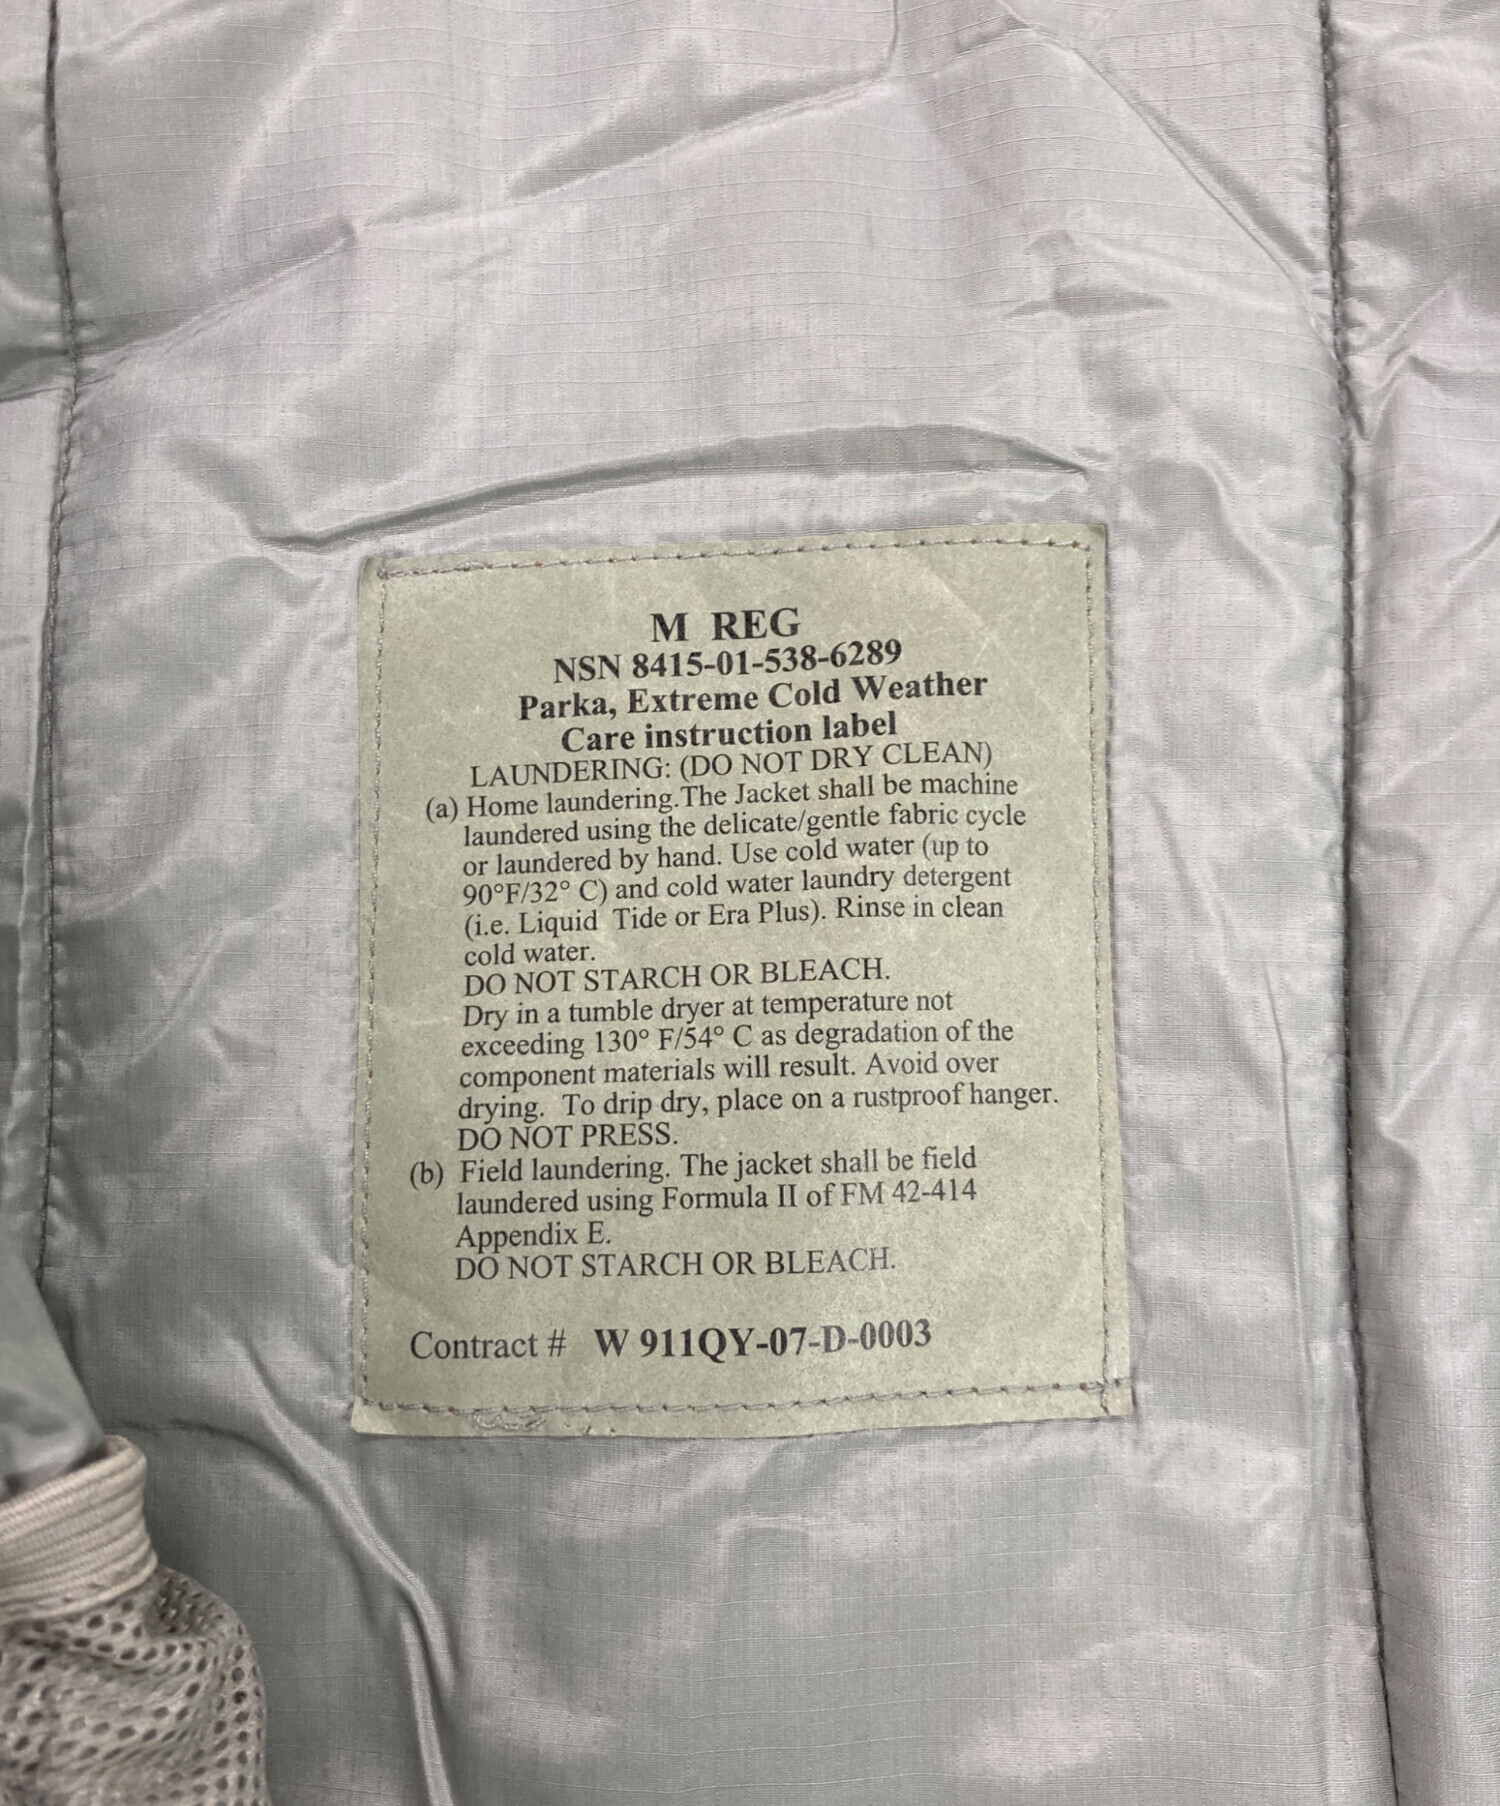 M REG
NSN 8415-01-538-6289
Parka, Extreme Cold Weather
Care instruction label
LAUNDERING: (DO NOT DRY CLEAN)
(a) Home laundering.The Jacket shall be machine
laundered using the delicate/gentle fabric cycle
or laundered by hand. Use cold water (up to
90°F/32° C) and cold water laundry detergent
(i.e. Liquid Tide or Era Plus). Rinse in clean
cold water.
DO NOT STARCH OR BLEACH.
Dry in a tumble dryer at temperature not
exceeding 130° F/54° C as degradation of the
component materials will result. Avoid over
drying. To drip dry, place on a rustproof hanger.
DO NOT PRESS.
(b) Field laundering. The jacket shall be field
laundered using Formula II of FM 42-414
Appendix E.
DO NOT STARCH OR BLEACH.
Contract # W 911QY-07-D-0003